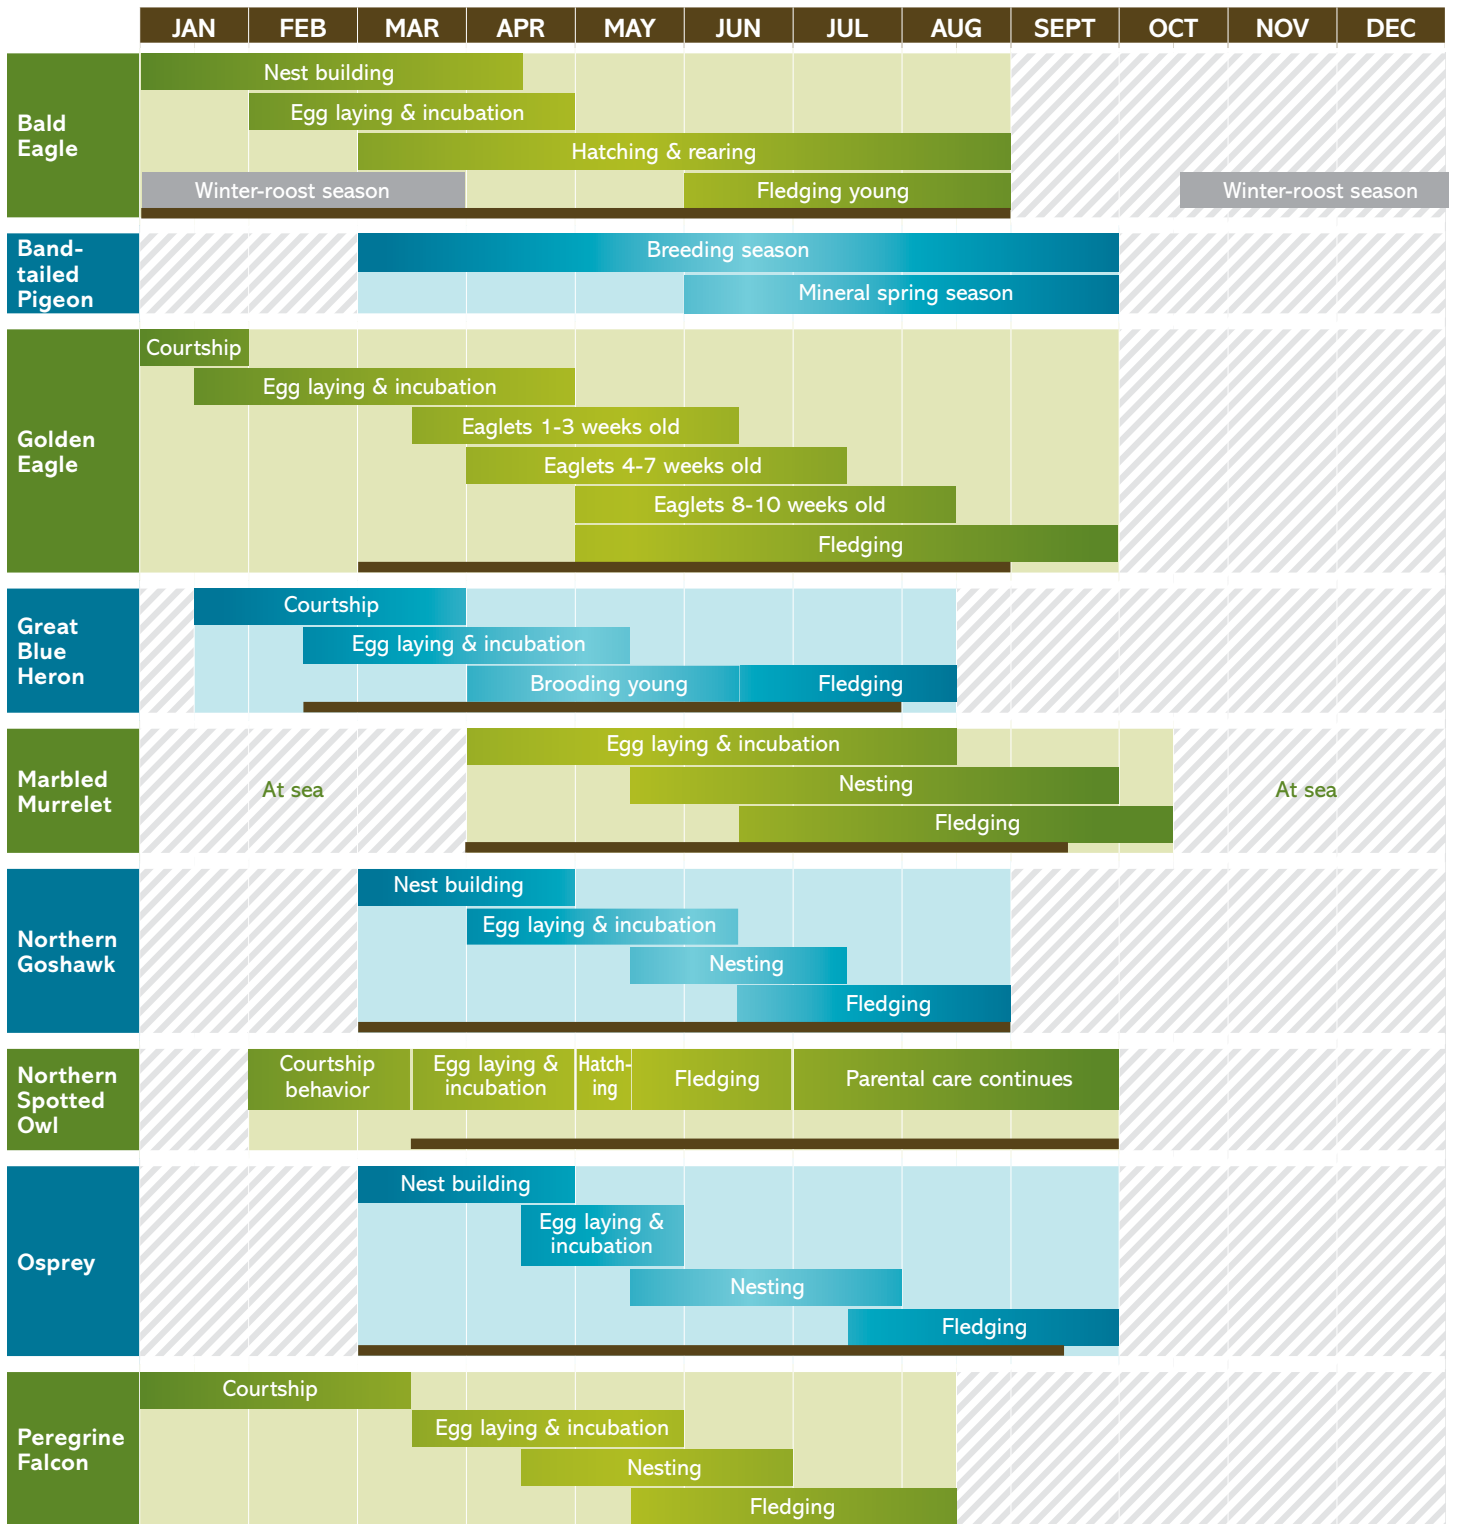 JAN FEB MAR APR MAY JUN JUL AUG SEPT OCT NOV DEC
Bald
Eagle
Nest building
Egg laying & incubation
Hatching & rearing
Winter-roost season
Fledging young
Winter-roost season
Band-
tailed
Pigeon
Breeding season
Mineral spring season
Golden
Eagle
Courtship
Egg laying & incubation
Eaglets 1-3 weeks old
Eaglets 4-7 weeks old
Eaglets 8-10 weeks old
Fledging
Great
Blue
Heron
Courtship
Egg laying & incubation
Brooding young
Fledging
Marbled
Murrelet
At sea
Egg laying & incubation
Nesting
Fledging
At sea
Northern
Goshawk
Nest building
Egg laying & incubation
Nesting
Fledging
Northern
Spotted
Owl
Courtship
behavior
Egg laying &
incubation
Hatch-
ing
Fledging
Parental care continues
Osprey
Nest building
Egg laying &
incubation
Nesting
Fledging
Peregrine
Falcon
Courtship
Egg laying & incubation
Nesting
Fledging